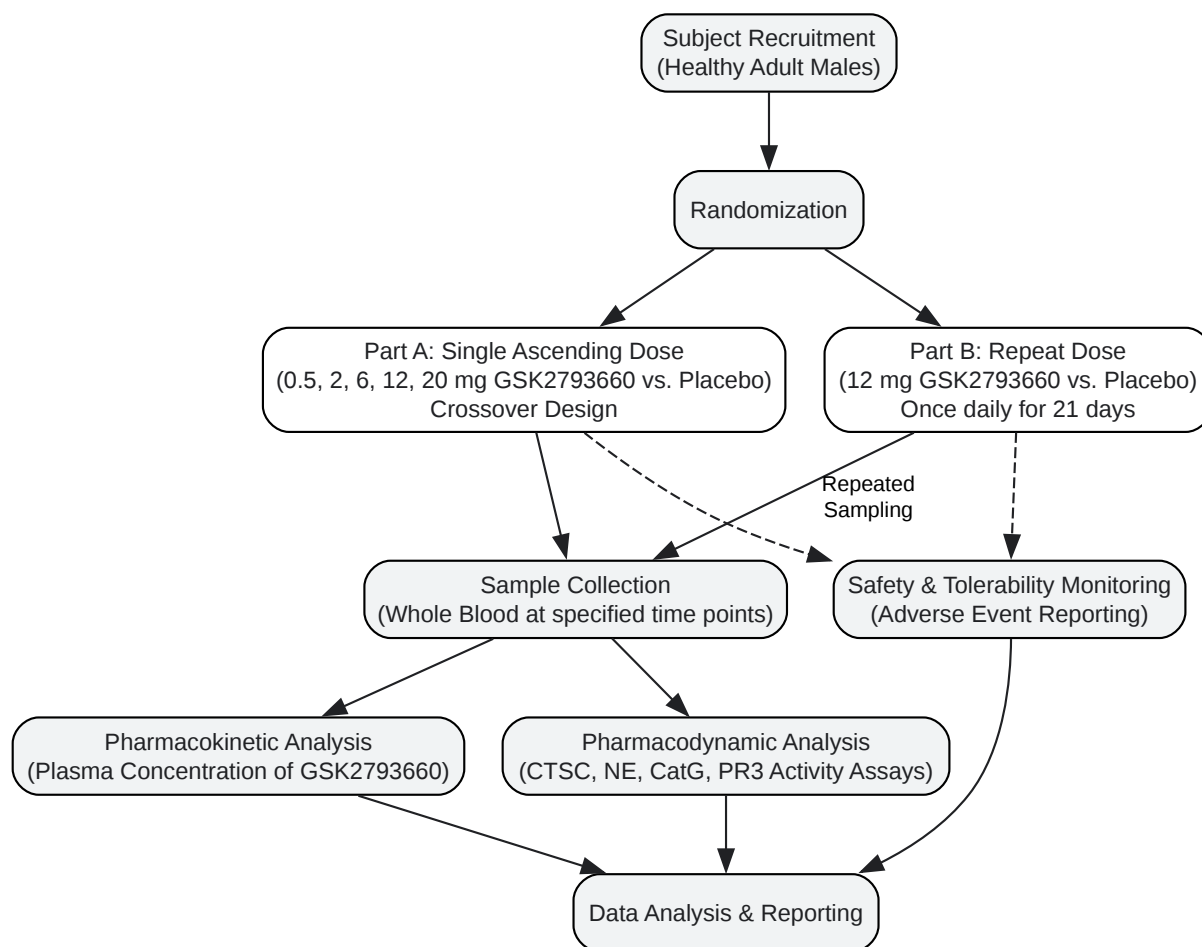 Subject Recruitment
(Healthy Adult Males)
Randomization
Part A: Single Ascending Dose
(0.5, 2, 6, 12, 20 mg GSK2793660 vs. Placebo)
Crossover Design
Part B: Repeat Dose
(12 mg GSK2793660 vs. Placebo)
Once daily for 21 days
Repeated
Sampling
Sample Collection
(Whole Blood at specified time points)
Safety & Tolerability Monitoring
(Adverse Event Reporting)
Pharmacokinetic Analysis
(Plasma Concentration of GSK2793660)
Pharmacodynamic Analysis
(CTSC, NE, CatG, PR3 Activity Assays)
Data Analysis & Reporting